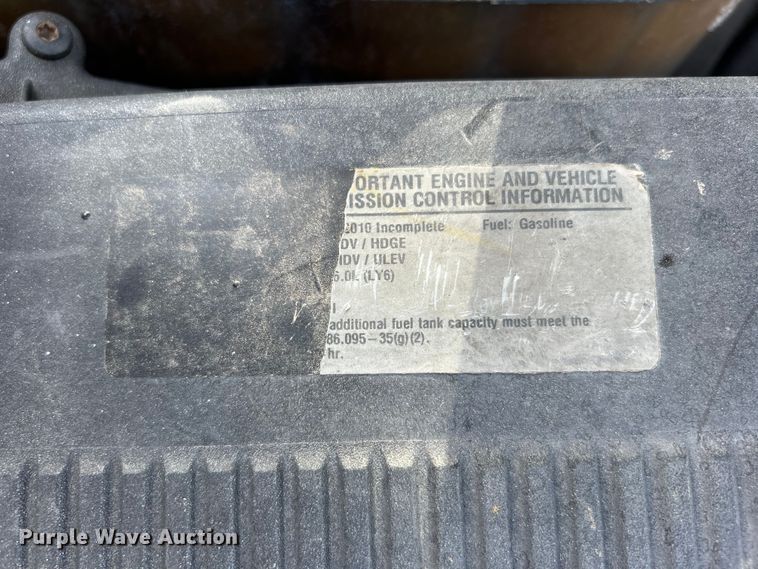 ORTANT ENGINE AND VEHICLE
ISSION CONTROL INFORMATION
2010 Incomplete Fuel: Gasoline
DV / HDGE
HDV / ULEV
6.0L (LY6)
additional fuel tank capacity must meet the
86.095-35(g)(2).
hr.
Purple Wave Auction